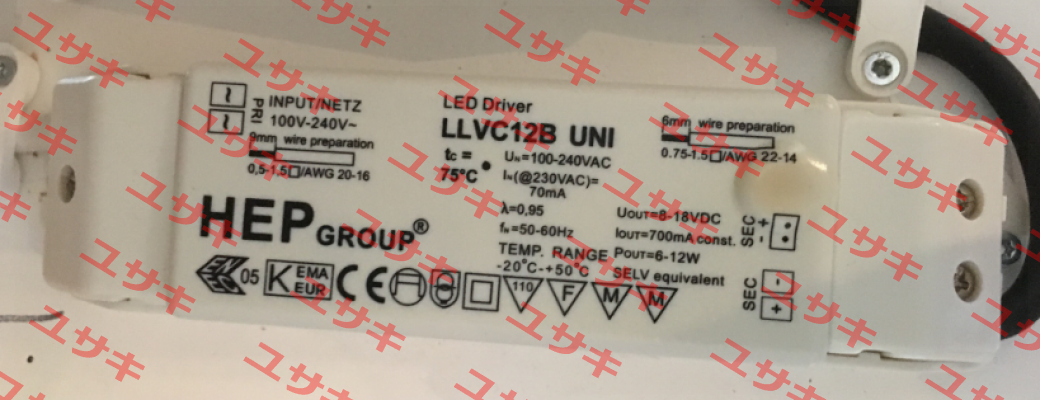 INPUT/NETZ
PRI 100V-240V~
9mm wire preparation
0,5-1.5□/AWG 20-16
HEP GROUP®
05 K EMA EUR CE 110 F M M
LED Driver
LLVC12B UNI
tc = 75°C
UN=100-240VAC
IN(@230VAC)=
70mA
λ=0,95
fN=50-60Hz
TEMP. RANGE
-20°C-+50°C
6mm wire preparation
0.75-1.5□/AWG 22-14
UOUT=8-18VDC
IOUT=700mA const.
POUT=6-12W
SELV equivalent
SEC + -
SEC - +
ユサキ